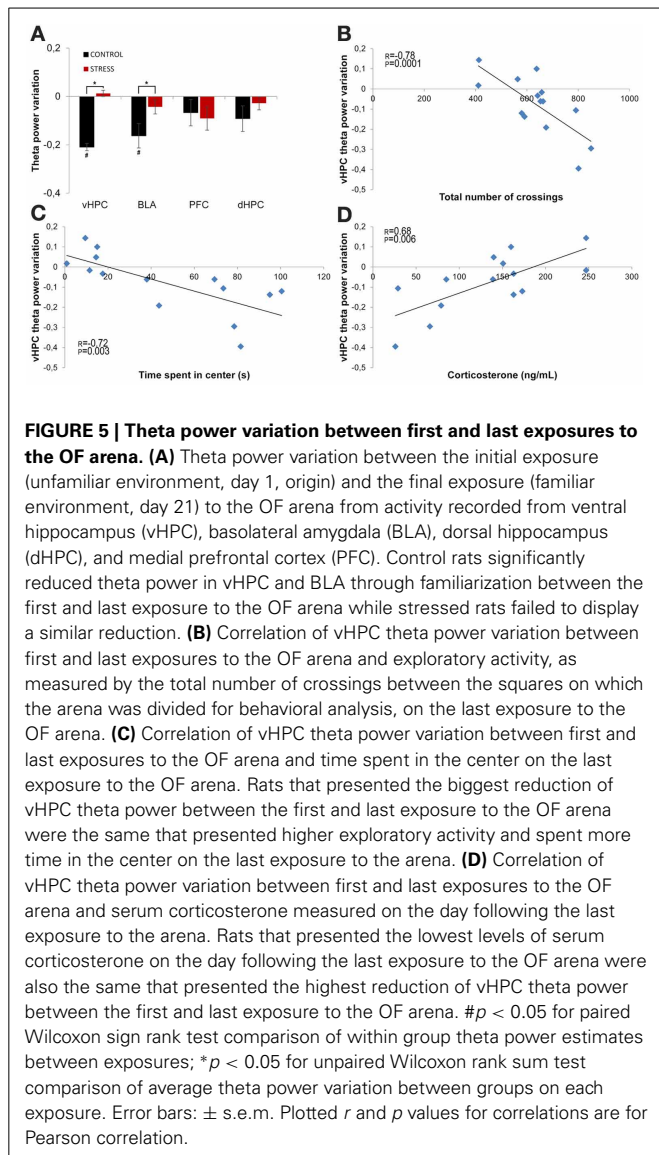 A
CONTROL
STRESS
Theta power variation
0,2
0
-0,2
-0,4
*
*
#
#
vHPC BLA PFC dHPC
B
R=-0.78
P=0.0001
vHPC theta power variation
0,2
0,1
0
-0,1
-0,2
-0,3
-0,4
-0,5
0 200 400 600 800 1000
Total number of crossings
C
vHPC theta power variation
0,2
0,1
0
-0,1
-0,2
-0,3
-0,4
-0,5
0 20 40 60 80 100 120
R=-0.72
P=0.003
Time spent in center (s)
D
R=0.68
P=0.006
vHPC theta power variation
0,2
0,1
0
-0,1
-0,2
-0,3
-0,4
-0,5
0 50 100 150 200 250 300
Corticosterone (ng/mL)
FIGURE 5 | Theta power variation between first and last exposures to
the OF arena. (A) Theta power variation between the initial exposure
(unfamiliar environment, day 1, origin) and the final exposure (familiar
environment, day 21) to the OF arena from activity recorded from ventral
hippocampus (vHPC), basolateral amygdala (BLA), dorsal hippocampus
(dHPC), and medial prefrontal cortex (PFC). Control rats significantly
reduced theta power in vHPC and BLA through familiarization between the
first and last exposure to the OF arena while stressed rats failed to display
a similar reduction. (B) Correlation of vHPC theta power variation between
first and last exposures to the OF arena and exploratory activity, as
measured by the total number of crossings between the squares on which
the arena was divided for behavioral analysis, on the last exposure to the
OF arena. (C) Correlation of vHPC theta power variation between first and
last exposures to the OF arena and time spent in the center on the last
exposure to the OF arena. Rats that presented the biggest reduction of
vHPC theta power between the first and last exposure to the OF arena
were the same that presented higher exploratory activity and spent more
time in the center on the last exposure to the arena. (D) Correlation of
vHPC theta power variation between first and last exposures to the OF
arena and serum corticosterone measured on the day following the last
exposure to the arena. Rats that presented the lowest levels of serum
corticosterone on the day following the last exposure to the OF arena were
also the same that presented the highest reduction of vHPC theta power
between the first and last exposure to the OF arena. #p < 0.05 for paired
Wilcoxon sign rank test comparison of within group theta power estimates
between exposures; *p < 0.05 for unpaired Wilcoxon rank sum test
comparison of average theta power variation between groups on each
exposure. Error bars: ± s.e.m. Plotted r and p values for correlations are for
Pearson correlation.